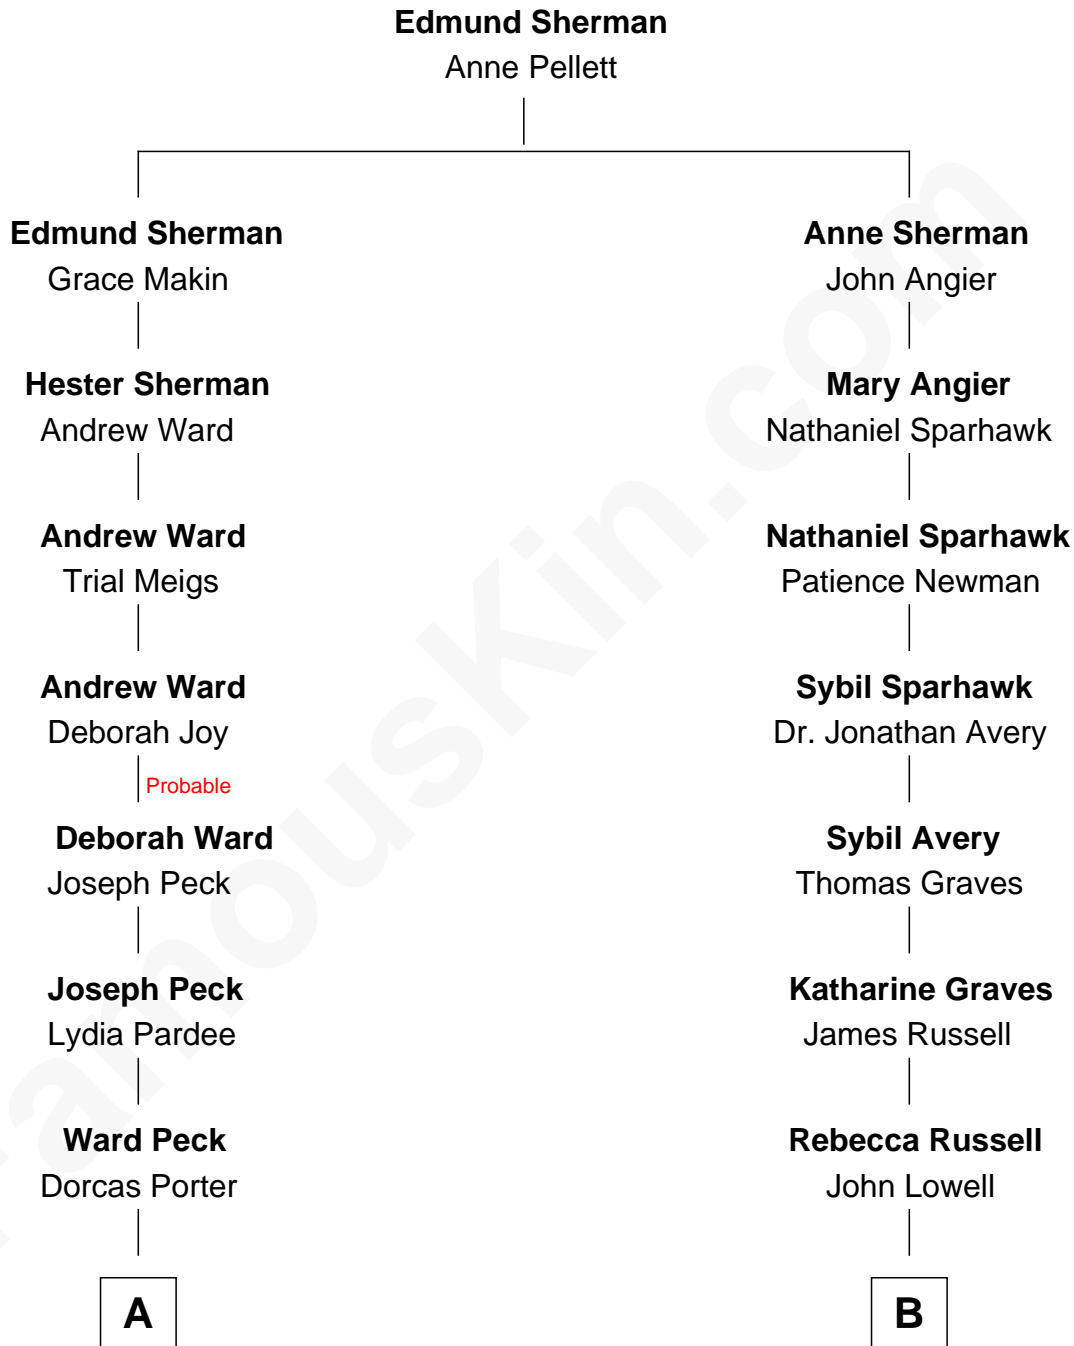 Edmund Sherman
Anne Pellett
Edmund Sherman
Grace Makin
Anne Sherman
John Angier
Hester Sherman
Andrew Ward
Mary Angier
Nathaniel Sparhawk
Andrew Ward
Trial Meigs
Nathaniel Sparhawk
Patience Newman
Andrew Ward
Deborah Joy
Sybil Sparhawk
Dr. Jonathan Avery
Probable
Deborah Ward
Joseph Peck
Sybil Avery
Thomas Graves
Joseph Peck
Lydia Pardee
Katharine Graves
James Russell
Ward Peck
Dorcas Porter
Rebecca Russell
John Lowell
A
B
FamousKin.com